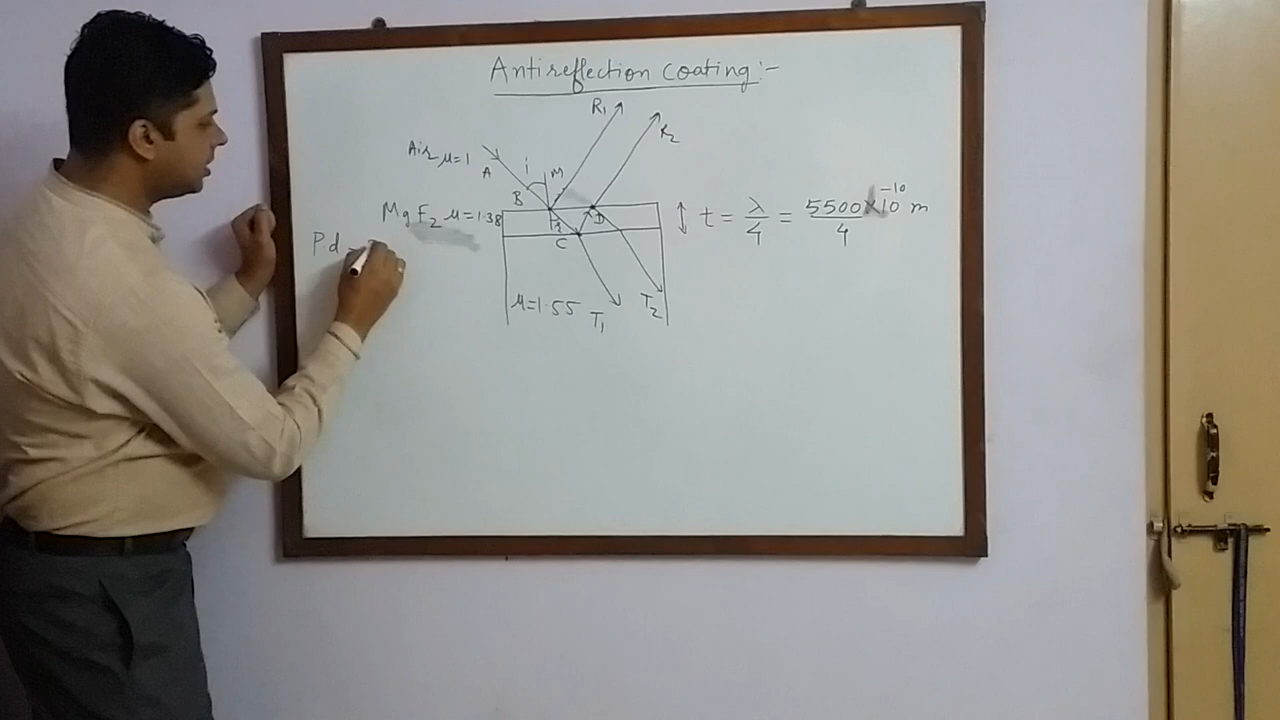 Antireflection coating :-
R1
R2
Air μ=1
A
i
M
B
MgF2 μ=1.38
r
D
C
t = λ/4 = 5500×10^-10 m/4
Pd =
μ=1.55
T1
T2